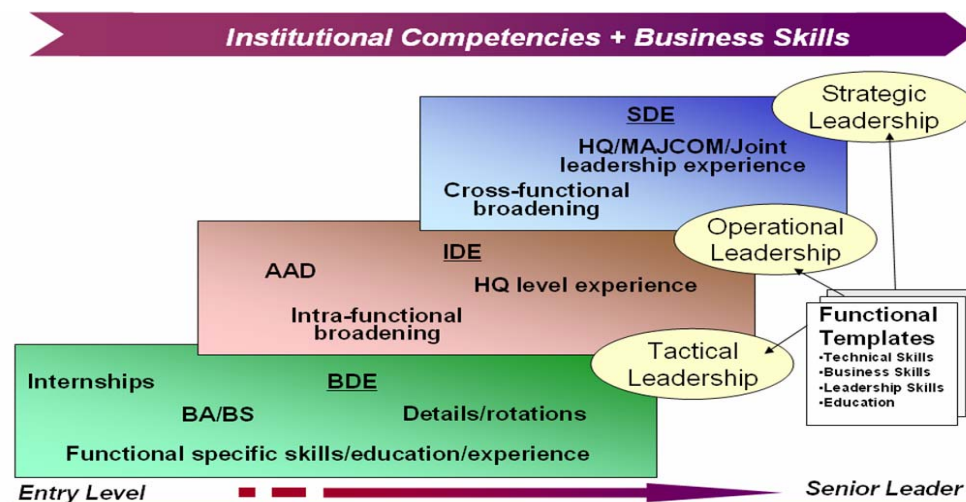 Institutional Competencies + Business Skills
Strategic
Leadership
SDE
HQ/MAJCOM/Joint
leadership experience
Cross-functional
broadening
Operational
Leadership
IDE
AAD
HQ level experience
Intra-functional
broadening
Functional
Templates
•Technical Skills
•Business Skills
•Leadership Skills
•Education
Tactical
Leadership
Internships
BDE
BA/BS
Details/rotations
Functional specific skills/education/experience
Entry Level
Senior Leader